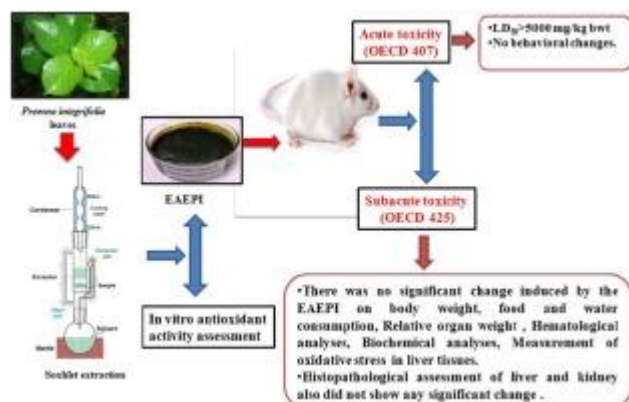 Premna integrifolia
leaves
Soxhlet extraction
EAEPI
In vitro antioxidant
activity assessment
Acute toxicity
(OECD 407)
•LD50>5000 mg/kg bwt
•No behavioral changes.
Subacute toxicity
(OECD 425)
•There was no significant change induced by the
EAEPI on body weight, food and water
consumption, Relative organ weight , Hematological
analyses, Biochemical analyses, Measurement of
oxidative stress in liver tissues.
•Histopathological assessment of liver and kidney
also did not show any significant change .